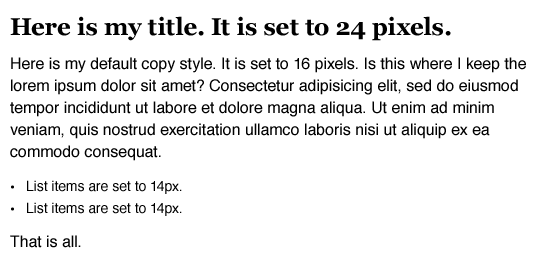 Here is my title. It is set to 24 pixels.
Here is my default copy style. It is set to 16 pixels. Is this where I keep the
lorem ipsum dolor sit amet? Consectetur adipisicing elit, sed do eiusmod
tempor incididunt ut labore et dolore magna aliqua. Ut enim ad minim
veniam, quis nostrud exercitation ullamco laboris nisi ut aliquip ex ea
commodo consequat.
• List items are set to 14px.
• List items are set to 14px.
That is all.